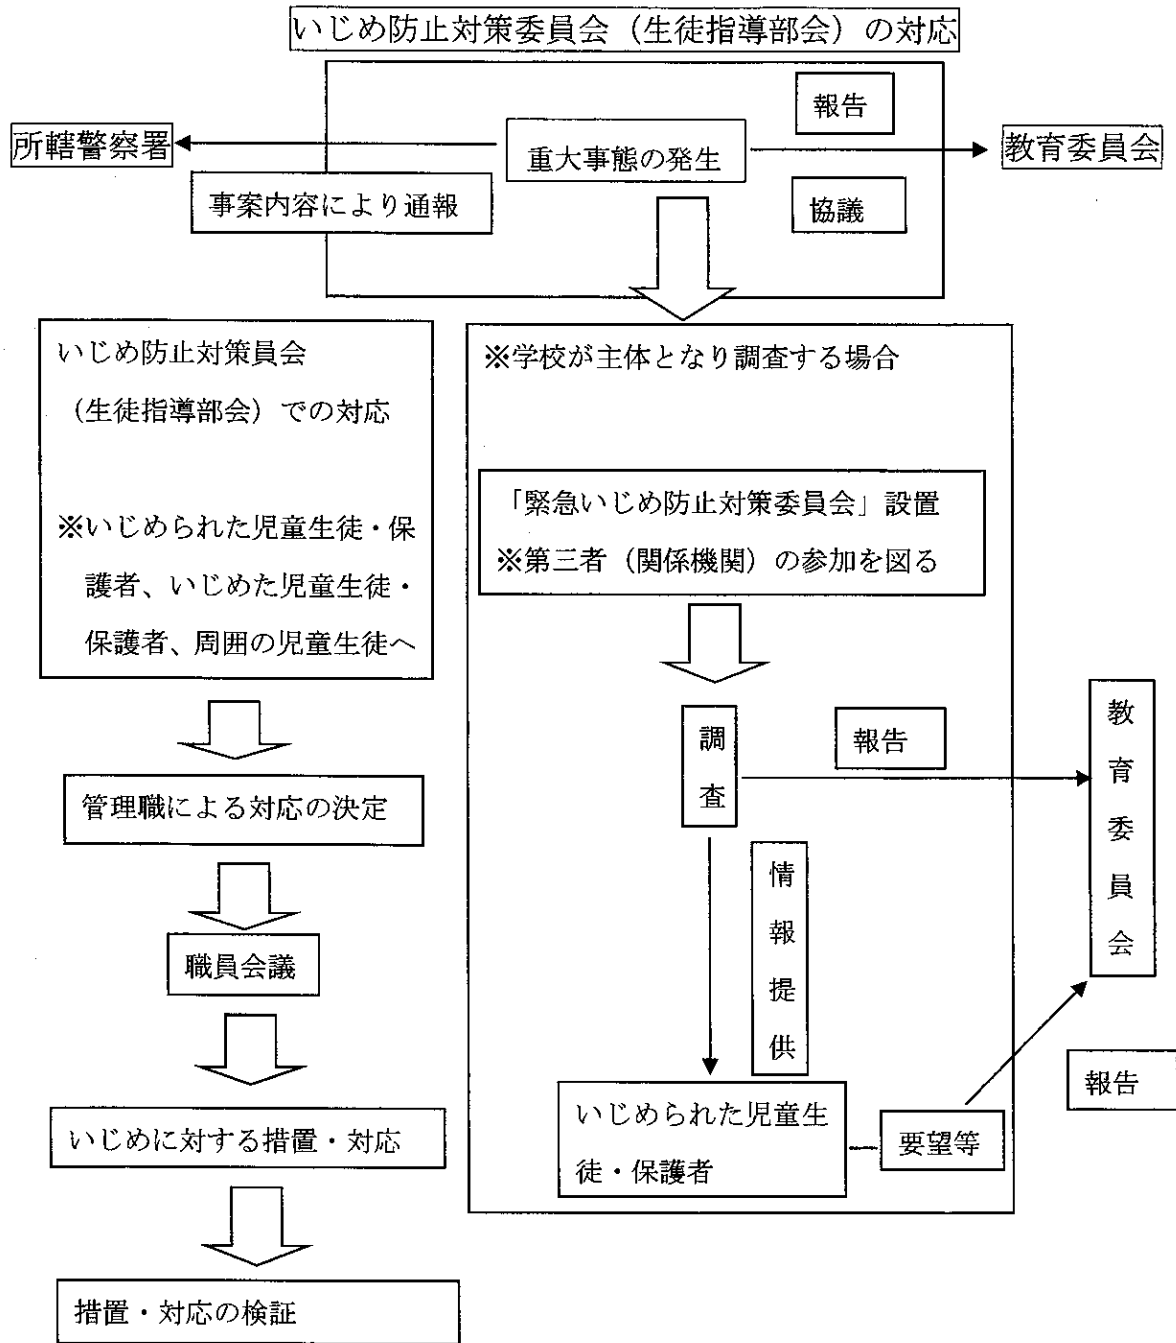 いじめ防止対策委員会（生徒指導部会）の対応
報告
所轄警察署
重大事態の発生
教育委員会
事案内容により通報
協議
いじめ防止対策員会
（生徒指導部会）での対応
※いじめられた児童生徒・保
護者、いじめた児童生徒・
保護者、周囲の児童生徒へ
管理職による対応の決定
職員会議
いじめに対する措置・対応
措置・対応の検証
※学校が主体となり調査する場合
「緊急いじめ防止対策委員会」設置
※第三者（関係機関）の参加を図る
調査
報告
情報提供
いじめられた児童生
徒・保護者
要望等
教育委員会
報告